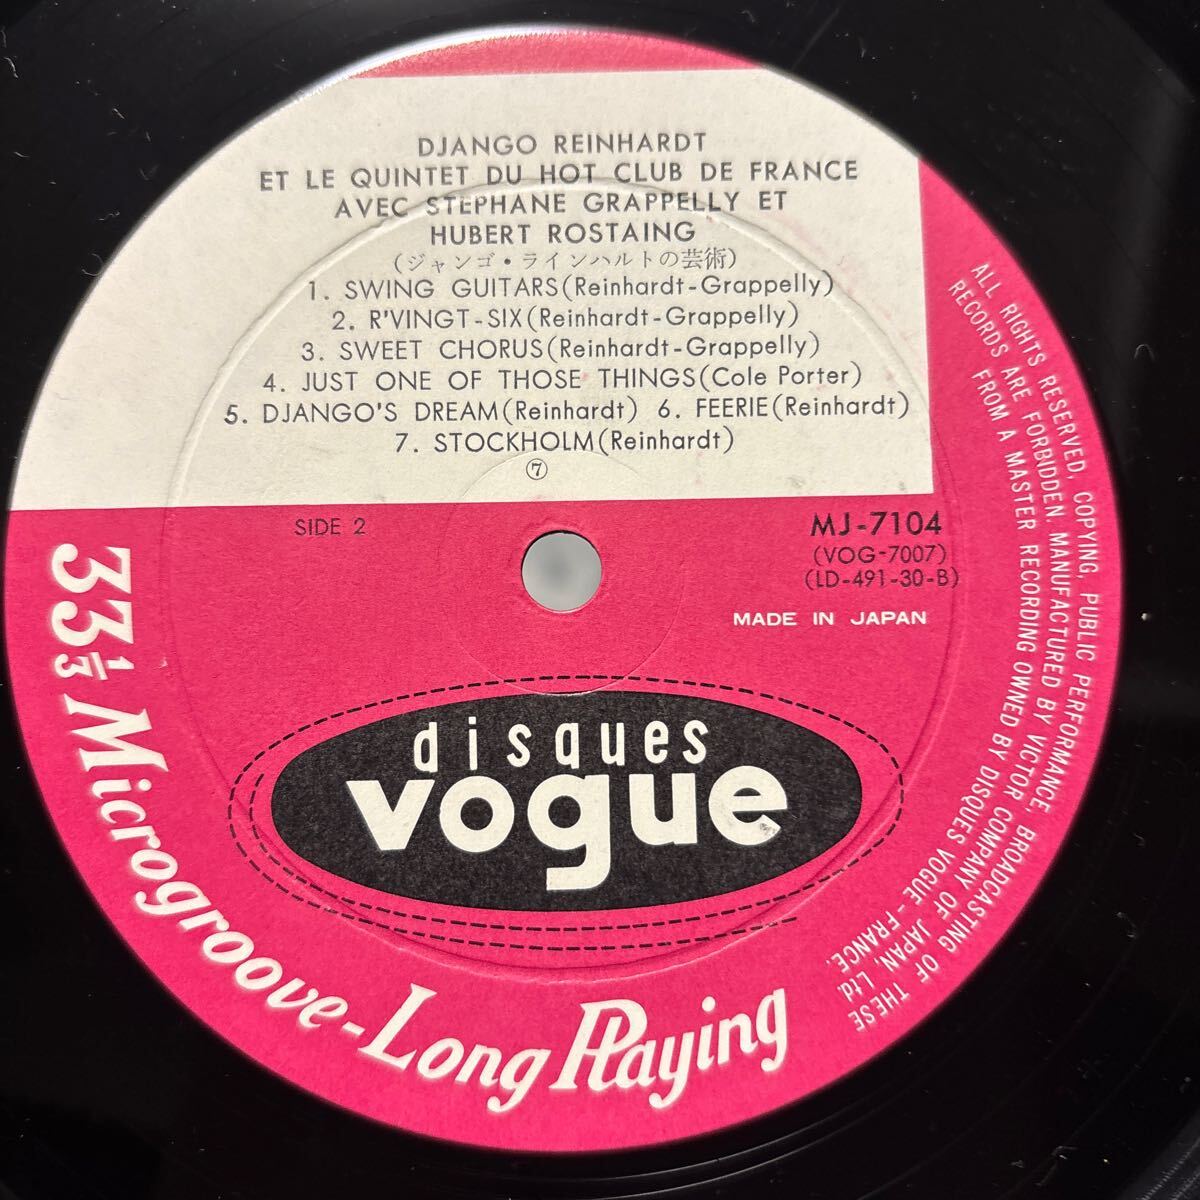 DJANGO REINHARDT
ET LE QUINTET DU HOT CLUB DE FRANCE
AVEC STEPHANE GRAPPELLY ET
HUBERT ROSTAING
(ジャンゴ・ラインハルトの芸術)
1. SWING GUITARS(Reinhardt-Grappelly)
2. R'VINGT-SIX(Reinhardt-Grappelly)
3. SWEET CHORUS(Reinhardt-Grappelly)
4. JUST ONE OF THOSE THINGS(Cole Porter)
5. DJANGO'S DREAM(Reinhardt) 6. FEERIE(Reinhardt)
7. STOCKHOLM(Reinhardt)
⑦
SIDE 2
MJ-7104
(VOG-7007)
(LD-491-30-B)
MADE IN JAPAN
disques
vogue
33 1/3 Microgroove-Long Playing
ALL RIGHTS RESERVED, COPYING, PUBLIC PERFORMANCE, BROADCASTING OF THESE
RECORDS ARE FORBIDDEN. MANUFACTURED BY VICTOR COMPANY OF JAPAN, Ltd.
FROM A MASTER RECORDING OWNED BY DISQUES VOGUE-FRANCE.